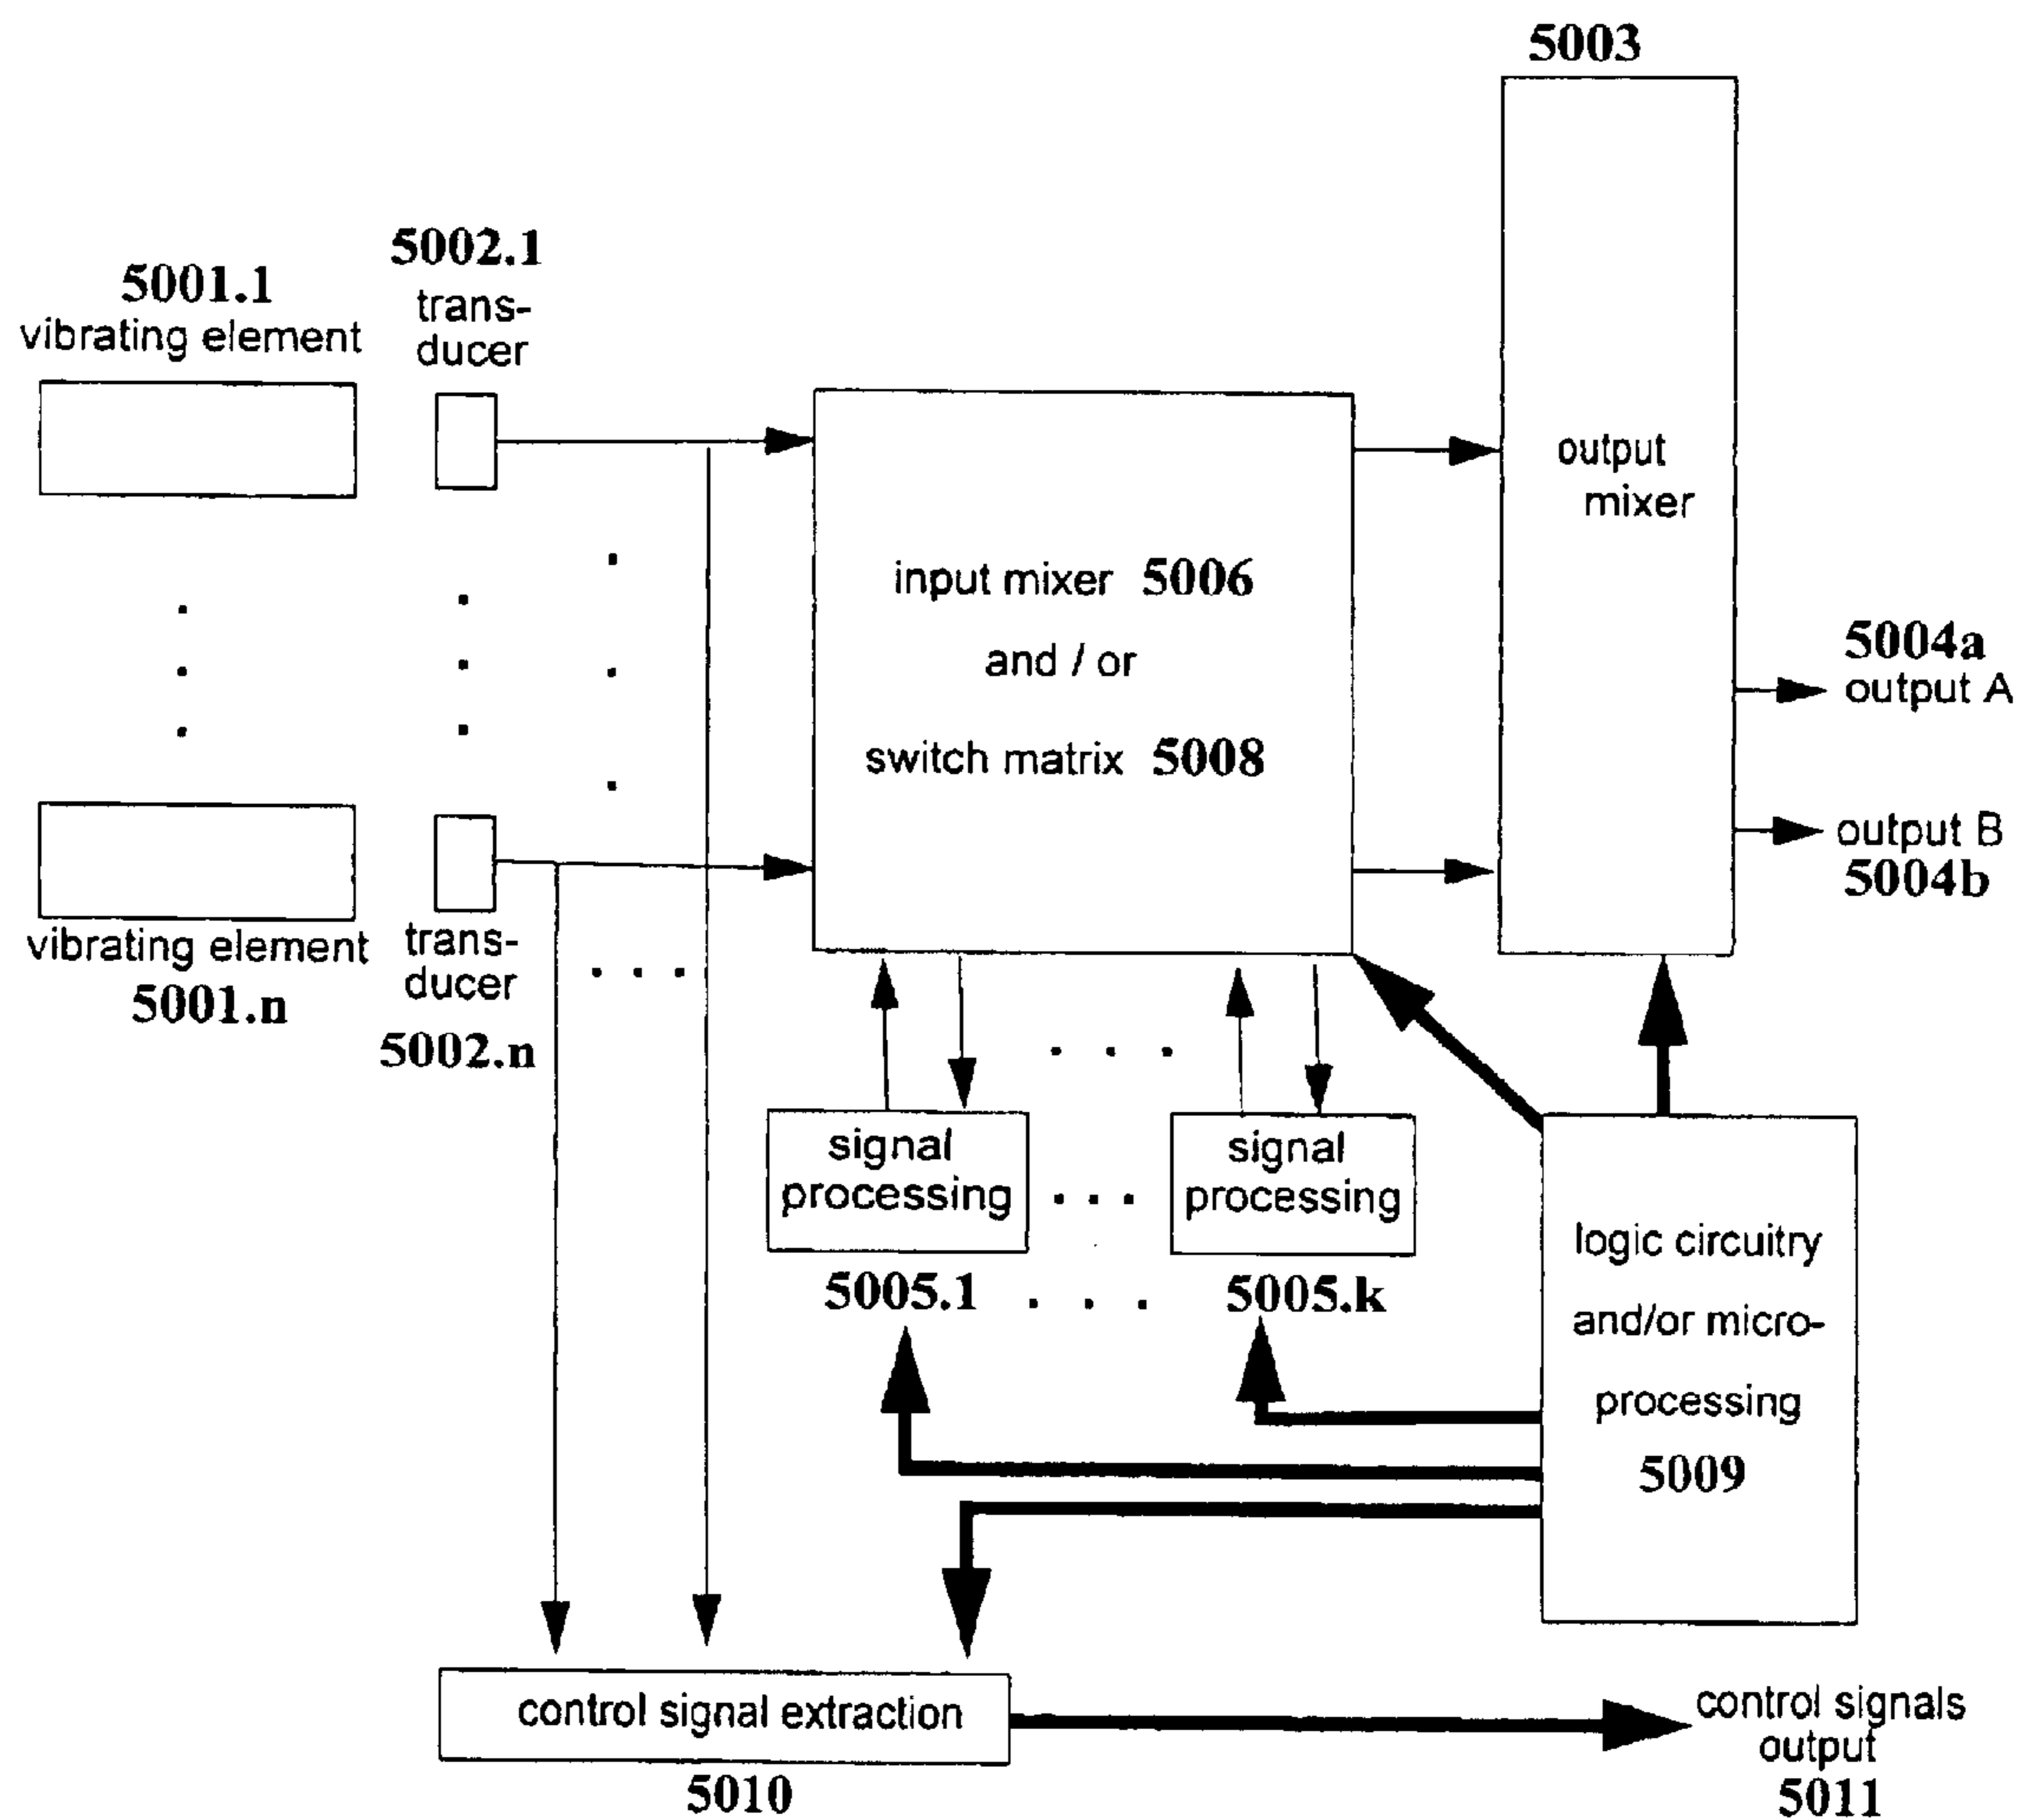 5003
5002.1
trans-
ducer
5001.1
vibrating element
output
mixer
input mixer 5006
and / or
switch matrix 5008
5004a
output A
output B
5004b
vibrating element
5001.n
trans-
ducer
5002.n
signal
processing
signal
processing
5005.1
5005.k
logic circuitry
and/or micro-
processing
5009
control signal extraction
5010
control signals
output
5011